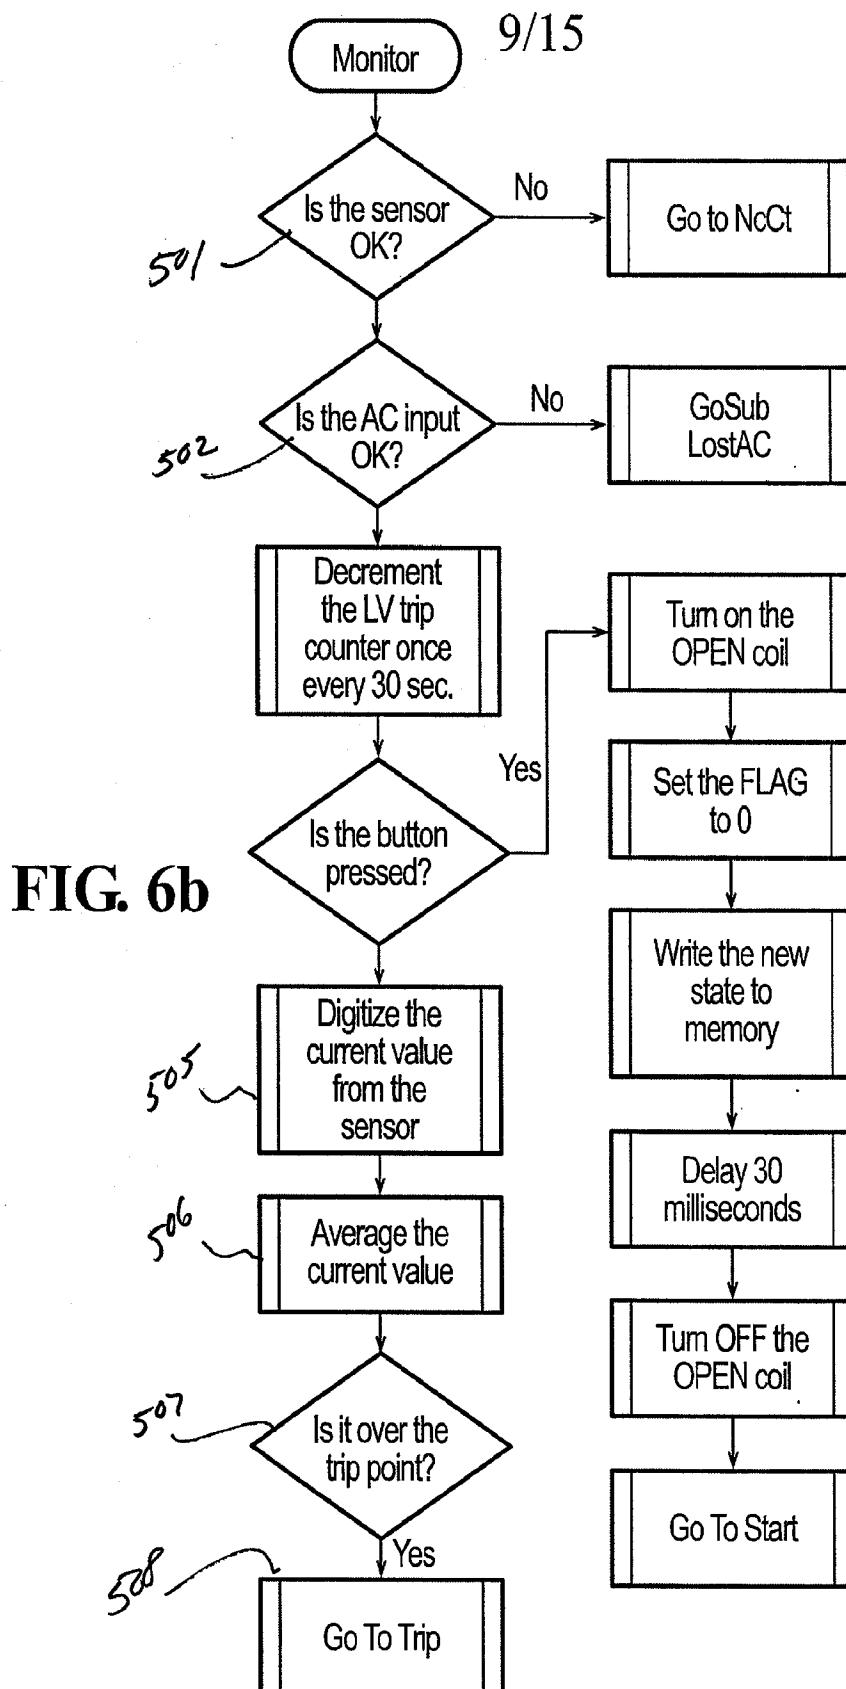 9/15
Monitor
Is the sensor
OK?
No
Go to NcCt
501
Is the AC input
OK?
No
GoSub
LostAC
502
Decrement
the LV trip
counter once
every 30 sec.
Turn on the
OPEN coil
Yes
Set the FLAG
to 0
Is the button
pressed?
FIG. 6b
Write the new
state to
memory
Digitize the
current value
from the
sensor
505
Delay 30
milliseconds
Average the
current value
506
Turn OFF the
OPEN coil
Is it over the
trip point?
507
Yes
Go To Start
508
Go To Trip